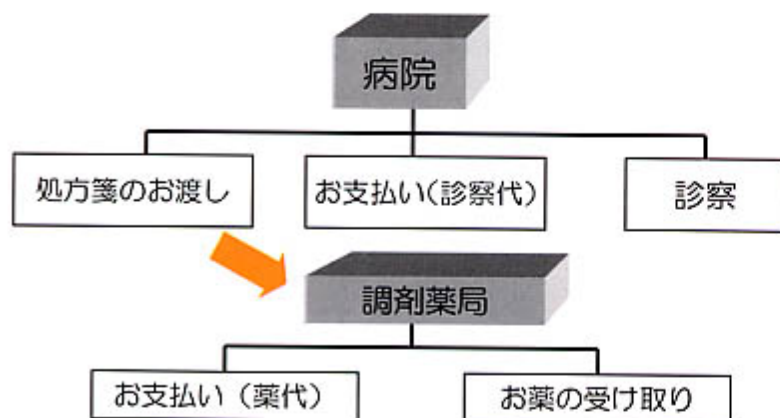 病院
処方箋のお渡し
お支払い(診察代)
診察
調剤薬局
お支払い（薬代）
お薬の受け取り